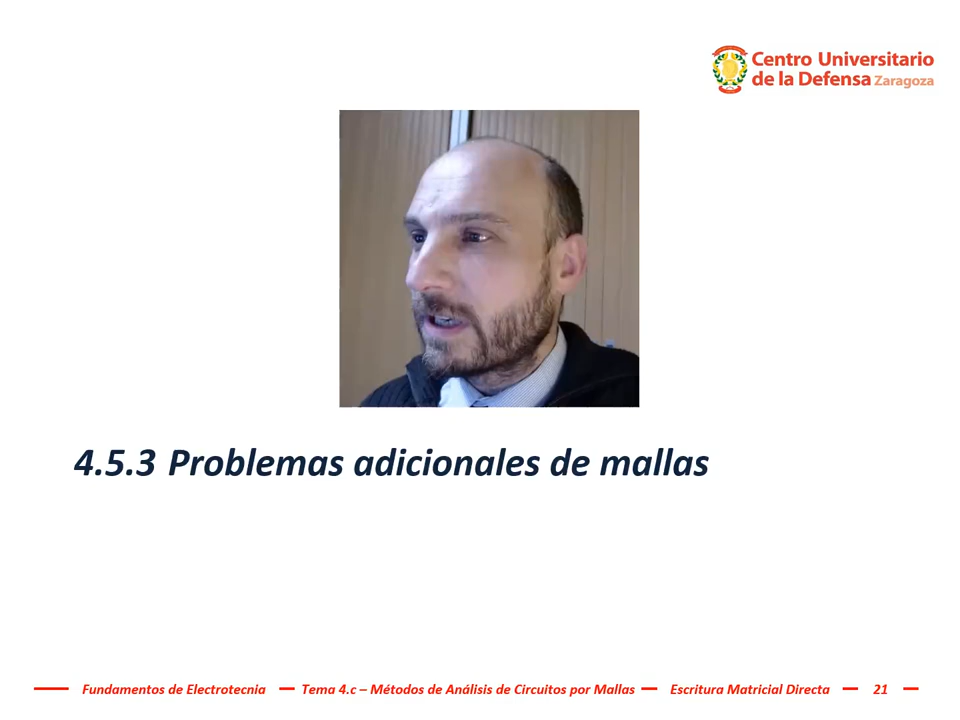 Centro Universitario
de la Defensa Zaragoza
4.5.3 Problemas adicionales de mallas
Fundamentos de Electrotecnia — Tema 4.c – Métodos de Análisis de Circuitos por Mallas — Escritura Matricial Directa — 21